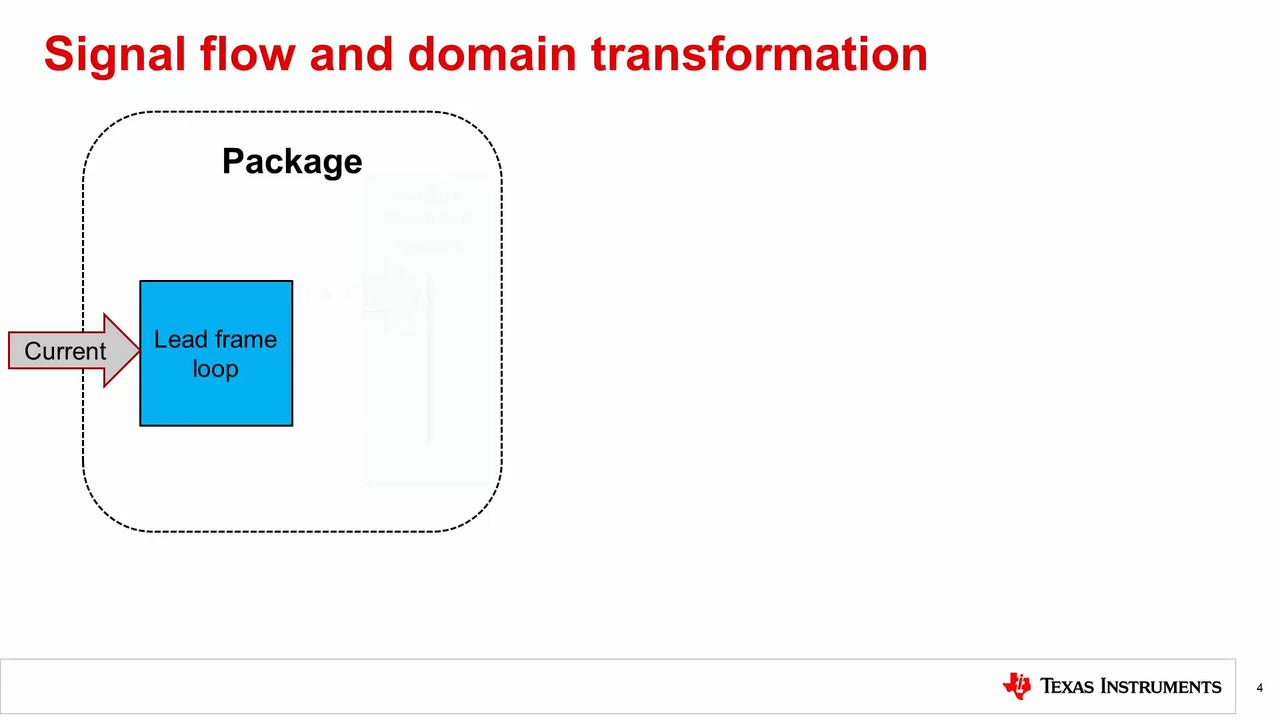 Signal flow and domain transformation
Package
Current
Lead frame
loop
Texas Instruments
4